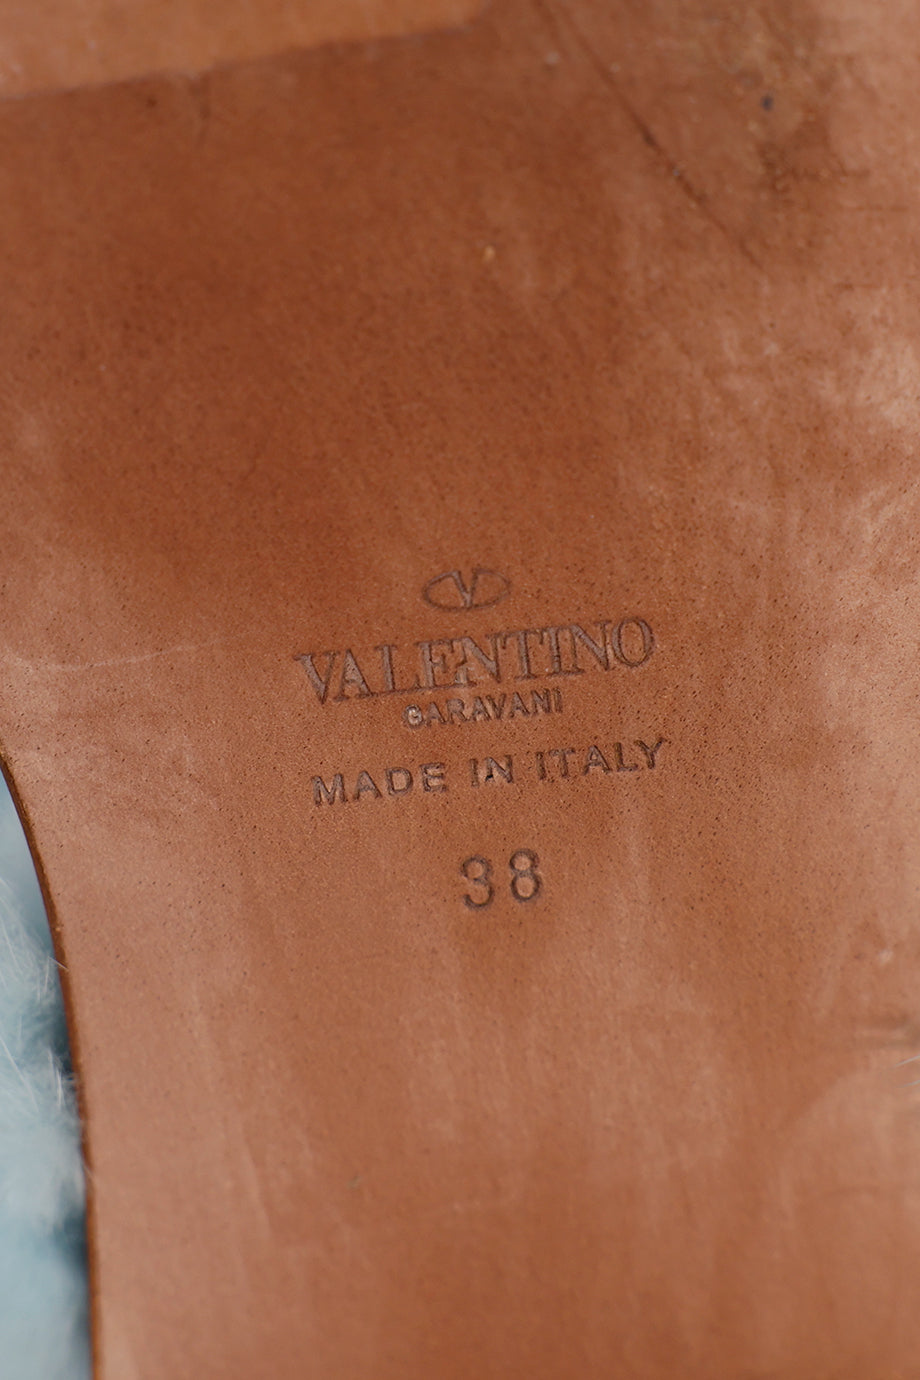 V
VALENTINO
GARAVANI
MADE IN ITALY
38